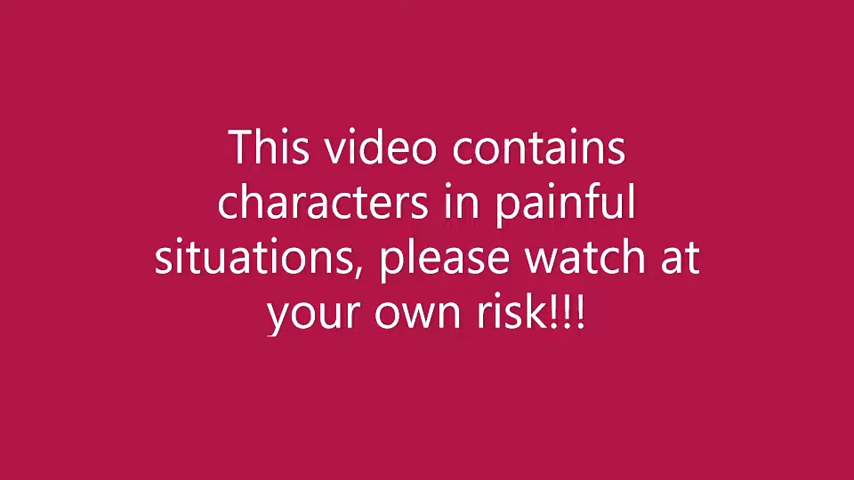 This video contains
characters in painful
situations, please watch at
your own risk!!!